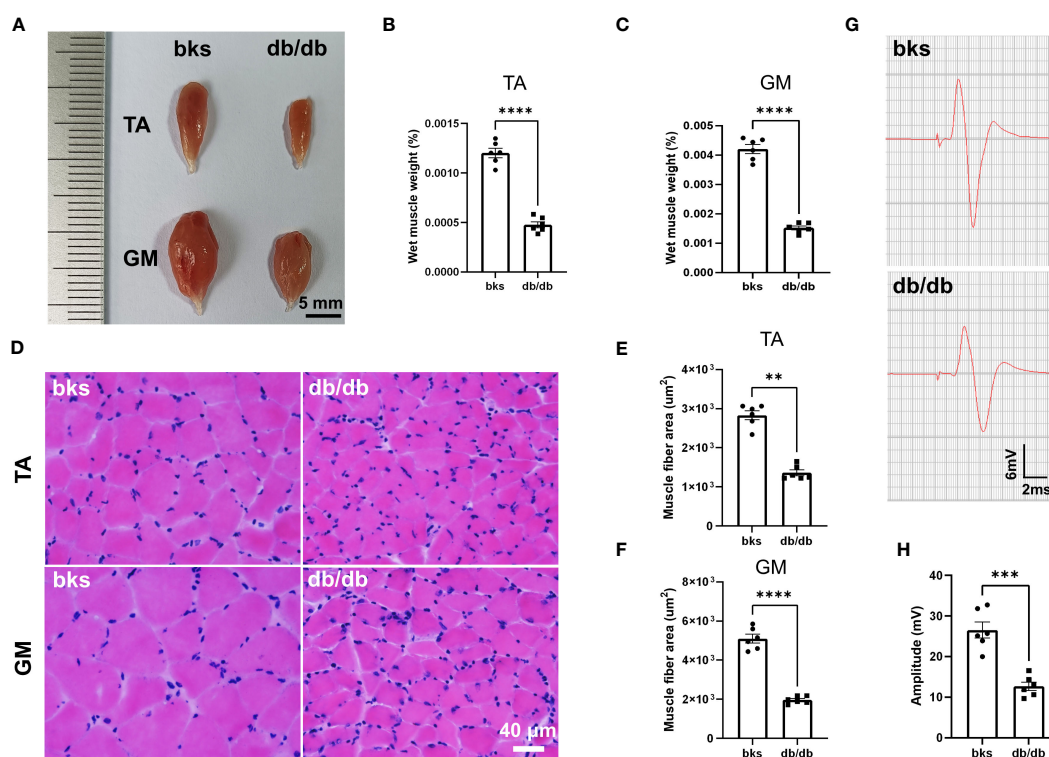 A
bks
db/db
TA
GM
5 mm
B
TA
****
Wet muscle weight (%)
0.0015
0.0010
0.0005
0.0000
bks
db/db
C
GM
****
Wet muscle weight (%)
0.005
0.004
0.003
0.002
0.001
0.000
bks
db/db
D
bks
db/db
TA
bks
db/db
GM
40 μm
E
TA
**
Muscle fiber area (um²)
4×10³
3×10³
2×10³
1×10³
0
bks
db/db
F
GM
****
Muscle fiber area (um²)
8×10³
6×10³
4×10³
2×10³
0
bks
db/db
G
bks
db/db
6mV
2ms
H
***
Amplitude (mV)
40
30
20
10
0
bks
db/db